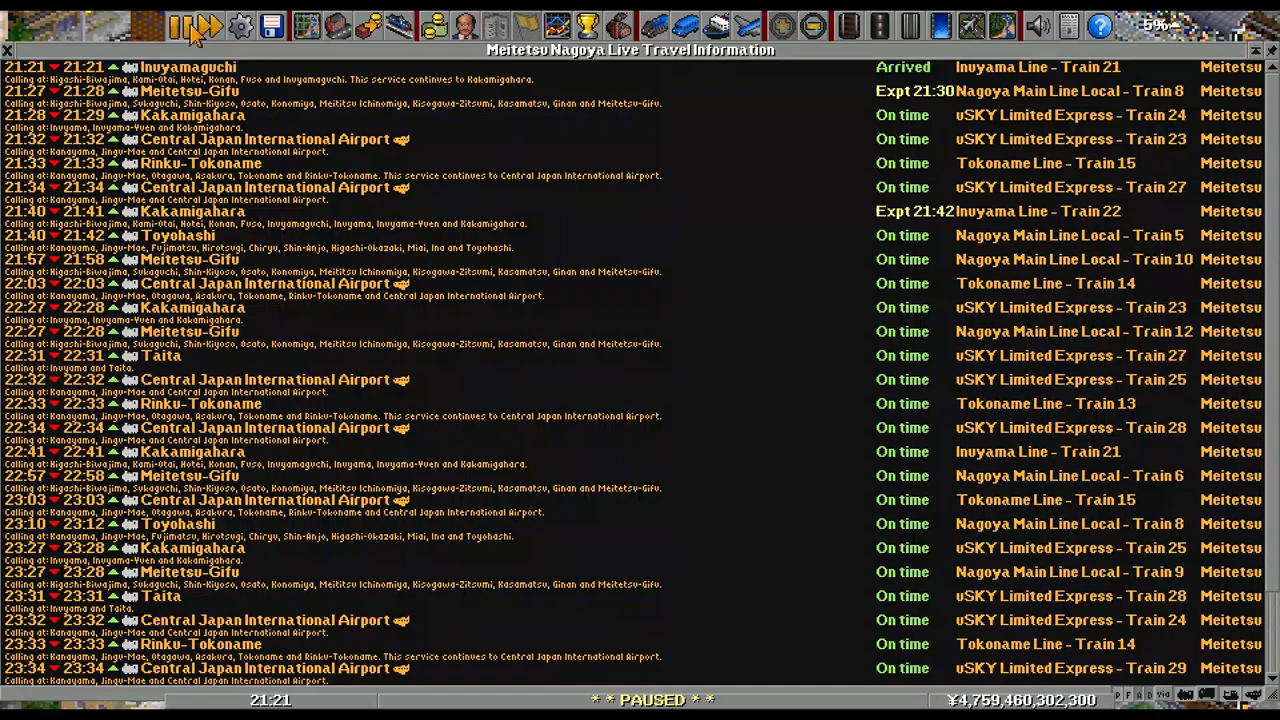 5%
Meitetsu Nagoya Live Travel Information
21:21 21:21 Inuyamaguchi Arrived Inuyama Line - Train 21 Meitetsu
Calling at: Higashi-Biwajima, Kami-Otai, Hotei, Konan, Fuso and Inuyamaguchi. This service continues to Kakamigahara.
21:27 21:28 Meitetsu-Gifu Expt 21:30 Nagoya Main Line Local - Train 8 Meitetsu
Calling at: Higashi-Biwajima, Sukaguchi, Shin-Kiyoso, Osato, Konomiya, Meititsu Ichinomiya, Kisogawa-Zitsumi, Kasamatsu, Ginan and Meitetsu-Gifu.
21:28 21:29 Kakamigahara On time uSKY Limited Express - Train 24 Meitetsu
Calling at: Inuyama, Inuyama-Yuen and Kakamigahara.
21:32 21:32 Central Japan International Airport On time uSKY Limited Express - Train 23 Meitetsu
Calling at: Kanayama, Jingu-Mae and Central Japan International Airport.
21:33 21:33 Rinku-Tokoname On time Tokoname Line - Train 15 Meitetsu
Calling at: Kanayama, Jingu-Mae, Otagawa, Asakura, Tokoname and Rinku-Tokoname. This service continues to Central Japan International Airport.
21:34 21:34 Central Japan International Airport On time uSKY Limited Express - Train 27 Meitetsu
Calling at: Kanayama, Jingu-Mae and Central Japan International Airport.
21:40 21:41 Kakamigahara Expt 21:42 Inuyama Line - Train 22 Meitetsu
Calling at: Higashi-Biwajima, Kami-Otai, Hotei, Konan, Fuso, Inuyamaguchi, Inuyama, Inuyama-Yuen and Kakamigahara.
21:40 21:42 Toyohashi On time Nagoya Main Line Local - Train 5 Meitetsu
Calling at: Kanayama, Jingu-Mae, Fujimatsu, Hirotsugi, Chiryu, Shin-Anjo, Higashi-Okazaki, Miai, Ina and Toyohashi.
21:57 21:58 Meitetsu-Gifu On time Nagoya Main Line Local - Train 10 Meitetsu
Calling at: Higashi-Biwajima, Sukaguchi, Shin-Kiyoso, Osato, Konomiya, Meititsu Ichinomiya, Kisogawa-Zitsumi, Kasamatsu, Ginan and Meitetsu-Gifu.
22:03 22:03 Central Japan International Airport On time Tokoname Line - Train 14 Meitetsu
Calling at: Kanayama, Jingu-Mae, Otagawa, Asakura, Tokoname, Rinku-Tokoname and Central Japan International Airport.
22:27 22:28 Kakamigahara On time uSKY Limited Express - Train 23 Meitetsu
Calling at: Inuyama, Inuyama-Yuen and Kakamigahara.
22:27 22:28 Meitetsu-Gifu On time Nagoya Main Line Local - Train 12 Meitetsu
Calling at: Higashi-Biwajima, Sukaguchi, Shin-Kiyoso, Osato, Konomiya, Meititsu Ichinomiya, Kisogawa-Zitsumi, Kasamatsu, Ginan and Meitetsu-Gifu.
22:31 22:31 Taita On time uSKY Limited Express - Train 27 Meitetsu
Calling at: Inuyama and Taita.
22:32 22:32 Central Japan International Airport On time uSKY Limited Express - Train 25 Meitetsu
Calling at: Kanayama, Jingu-Mae and Central Japan International Airport.
22:33 22:33 Rinku-Tokoname On time Tokoname Line - Train 13 Meitetsu
Calling at: Kanayama, Jingu-Mae, Otagawa, Asakura, Tokoname and Rinku-Tokoname. This service continues to Central Japan International Airport.
22:34 22:34 Central Japan International Airport On time uSKY Limited Express - Train 28 Meitetsu
Calling at: Kanayama, Jingu-Mae and Central Japan International Airport.
22:41 22:41 Kakamigahara On time Inuyama Line - Train 21 Meitetsu
Calling at: Higashi-Biwajima, Kami-Otai, Hotei, Konan, Fuso, Inuyamaguchi, Inuyama, Inuyama-Yuen and Kakamigahara.
22:57 22:58 Meitetsu-Gifu On time Nagoya Main Line Local - Train 6 Meitetsu
Calling at: Higashi-Biwajima, Sukaguchi, Shin-Kiyoso, Osato, Konomiya, Meititsu Ichinomiya, Kisogawa-Zitsumi, Kasamatsu, Ginan and Meitetsu-Gifu.
23:03 23:03 Central Japan International Airport On time Tokoname Line - Train 15 Meitetsu
Calling at: Kanayama, Jingu-Mae, Otagawa, Asakura, Tokoname, Rinku-Tokoname and Central Japan International Airport.
23:10 23:12 Toyohashi On time Nagoya Main Line Local - Train 8 Meitetsu
Calling at: Kanayama, Jingu-Mae, Fujimatsu, Hirotsugi, Chiryu, Shin-Anjo, Higashi-Okazaki, Miai, Ina and Toyohashi.
23:27 23:28 Kakamigahara On time uSKY Limited Express - Train 25 Meitetsu
Calling at: Inuyama, Inuyama-Yuen and Kakamigahara.
23:27 23:28 Meitetsu-Gifu On time Nagoya Main Line Local - Train 9 Meitetsu
Calling at: Higashi-Biwajima, Sukaguchi, Shin-Kiyoso, Osato, Konomiya, Meititsu Ichinomiya, Kisogawa-Zitsumi, Kasamatsu, Ginan and Meitetsu-Gifu.
23:31 23:31 Taita On time uSKY Limited Express - Train 28 Meitetsu
Calling at: Inuyama and Taita.
23:32 23:32 Central Japan International Airport On time uSKY Limited Express - Train 24 Meitetsu
Calling at: Kanayama, Jingu-Mae and Central Japan International Airport.
23:33 23:33 Rinku-Tokoname On time Tokoname Line - Train 14 Meitetsu
Calling at: Kanayama, Jingu-Mae, Otagawa, Asakura, Tokoname and Rinku-Tokoname. This service continues to Central Japan International Airport.
23:34 23:34 Central Japan International Airport On time uSKY Limited Express - Train 29 Meitetsu
Calling at: Kanayama, Jingu-Mae and Central Japan International Airport.
P F A D via
21:21 * * PAUSED * * ¥4,759,460,302,300